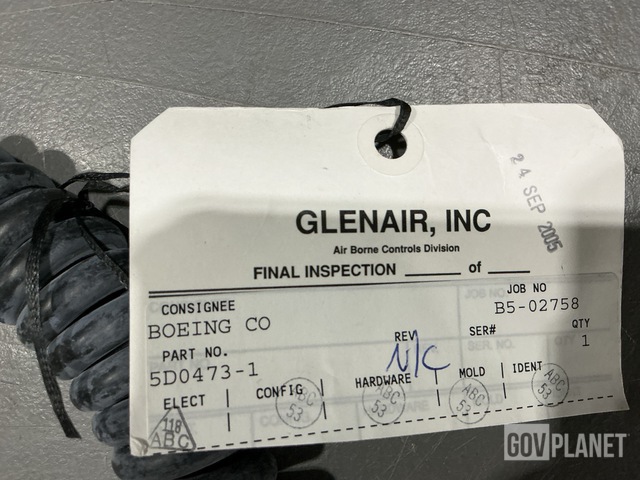 24 SEP 2005
GLENAIR, INC
Air Borne Controls Division
FINAL INSPECTION ______ of ____
CONSIGNEE
BOEING CO
JOB NO
B5-02758
PART NO.
5D0473-1
REV
N/C
SER#
QTY
1
ELECT | CONFIG | HARDWARE | MOLD | IDENT
118 ABC
ABC 53
ABC 53
ABC 53
ABC 53
GOVPLANET